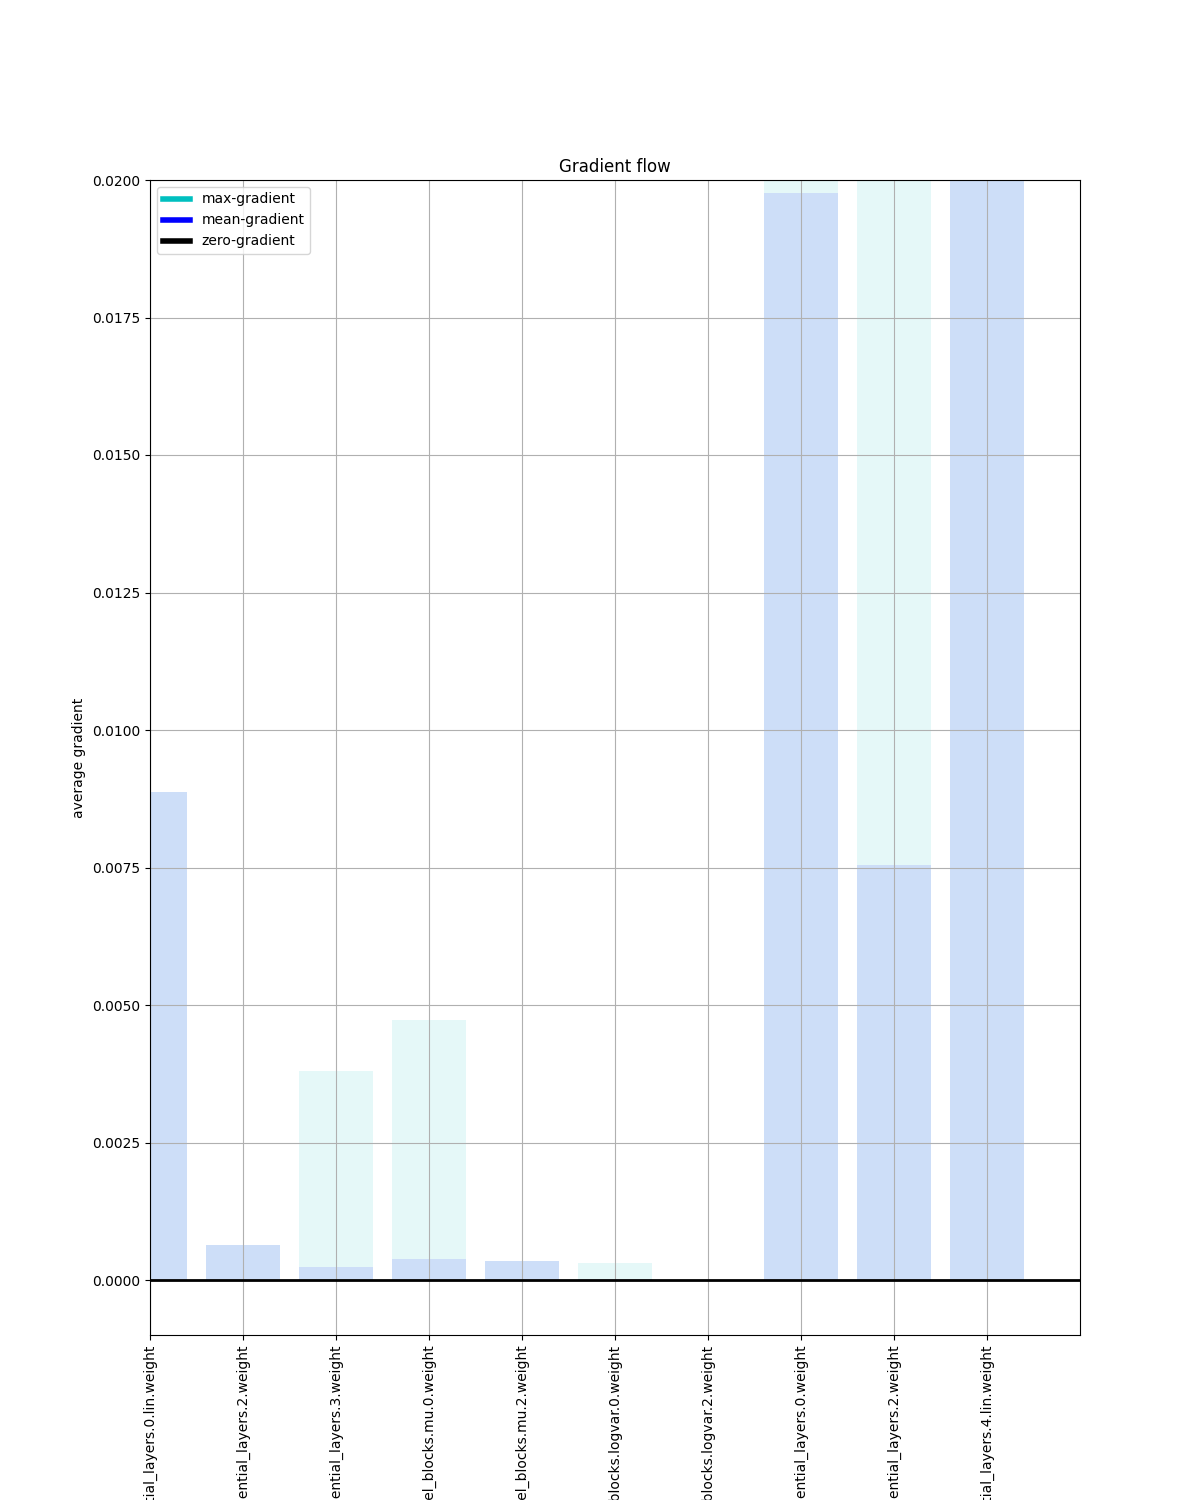 Gradient flow
max-gradient
mean-gradient
zero-gradient
0.0200
0.0175
0.0150
0.0125
0.0100
0.0075
0.0050
0.0025
0.0000
average gradient
tial_layers.0.lin.weight
ential_layers.2.weight
ential_layers.3.weight
el_blocks.mu.0.weight
el_blocks.mu.2.weight
blocks.logvar.0.weight
blocks.logvar.2.weight
ential_layers.0.weight
ential_layers.2.weight
tial_layers.4.lin.weight